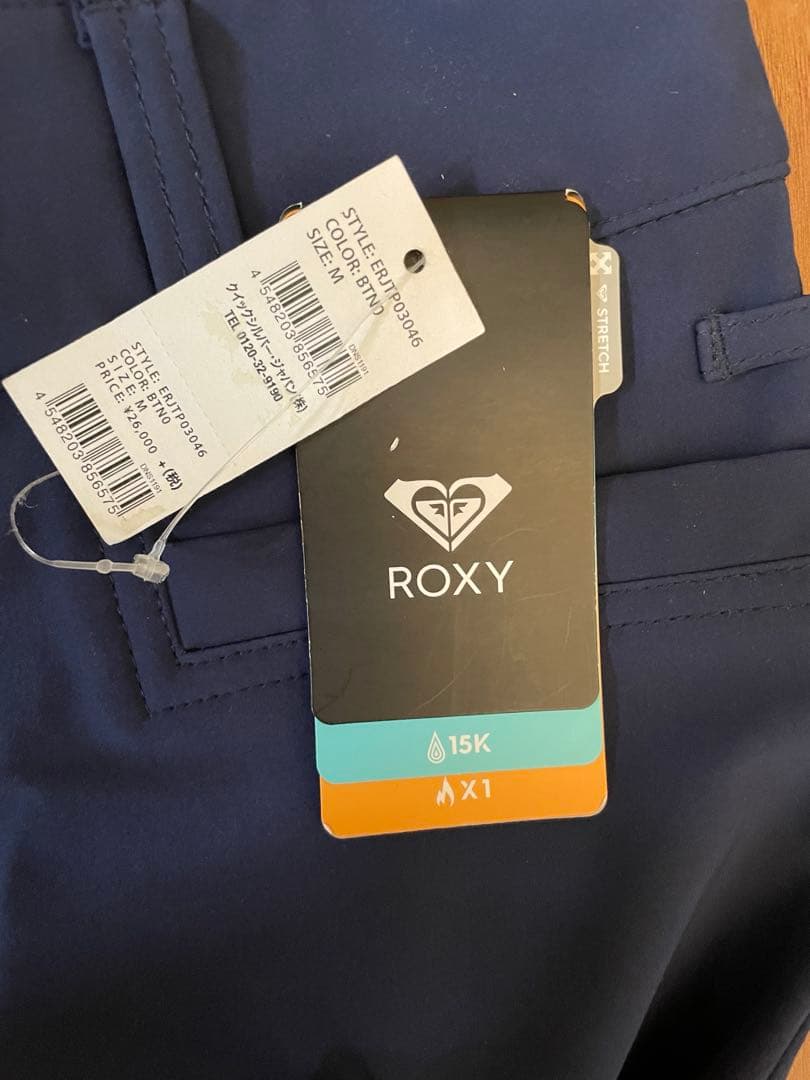 STYLE: ERJTP03046
COLOR: BTN0
SIZE: M
4 548203 856575
DNS1191
クイックシルバー・ジャパン(株)
TEL 0120-32-9190
STYLE: ERJTP03046
COLOR: BTN0
SIZE: M
PRICE: ¥26,000 +(税)
4 548203 856575
DNS1191
STRETCH
ROXY
15K
X1